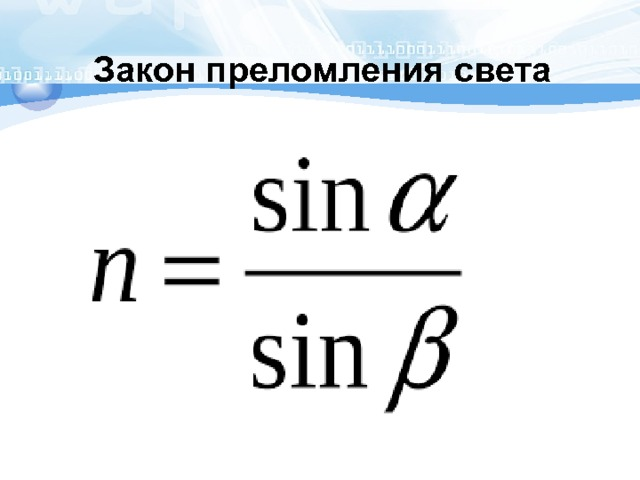 Закон преломления света
n = sin α / sin β